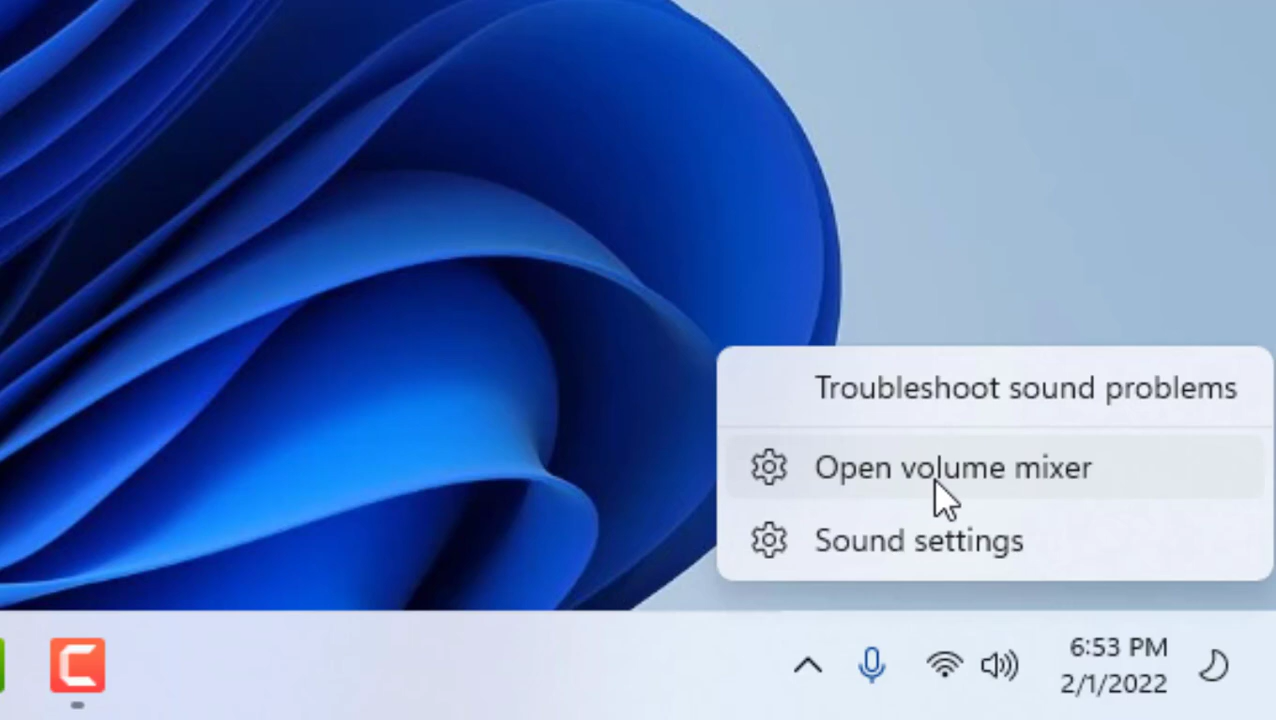 Troubleshoot sound problems
Open volume mixer
Sound settings
6:53 PM
2/1/2022